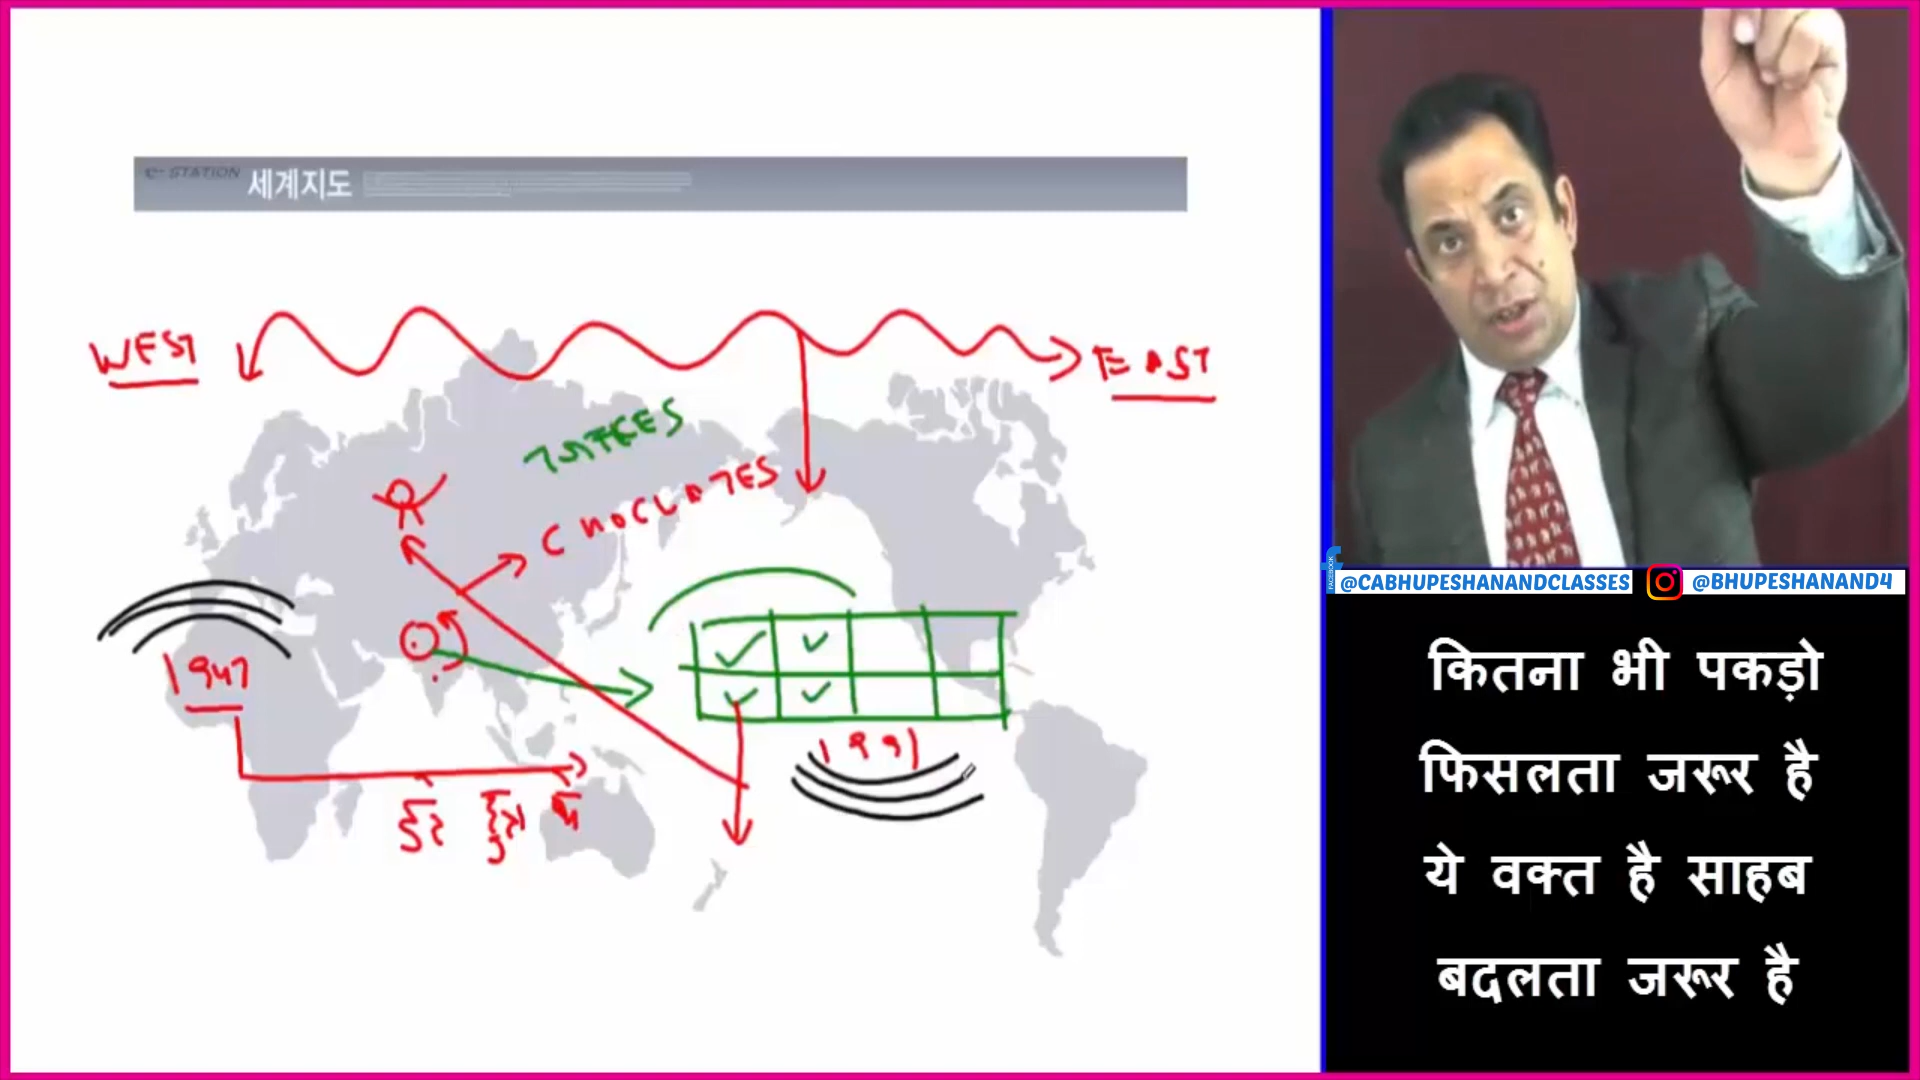 e-STATION 세계지도
WEST
EAST
CHOCLATES
1947
1991
@CABHUPESHANANDCLASSES
@BHUPESHANAND4
कितना भी पकड़ो
फिसलता जरूर है
ये वक्त है साहब
बदलता जरूर है